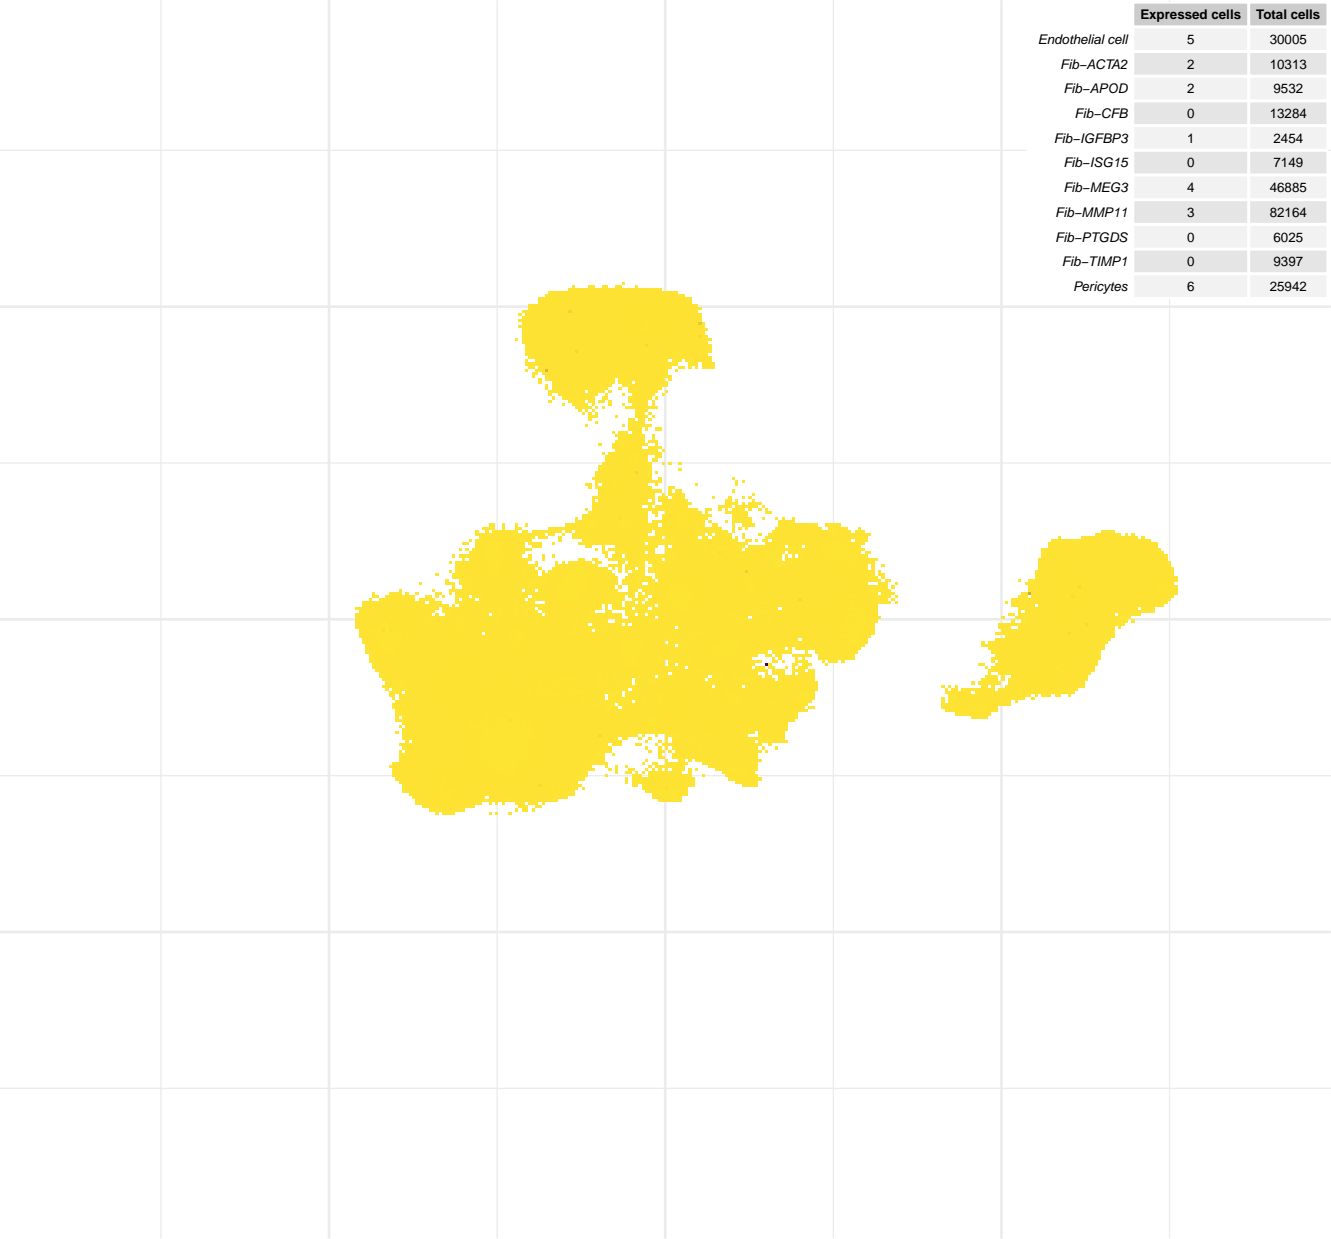 Expressed cells Total cells
Endothelial cell 5 30005
Fib−ACTA2 2 10313
Fib−APOD 2 9532
Fib−CFB 0 13284
Fib−IGFBP3 1 2454
Fib−ISG15 0 7149
Fib−MEG3 4 46885
Fib−MMP11 3 82164
Fib−PTGDS 0 6025
Fib−TIMP1 0 9397
Pericytes 6 25942